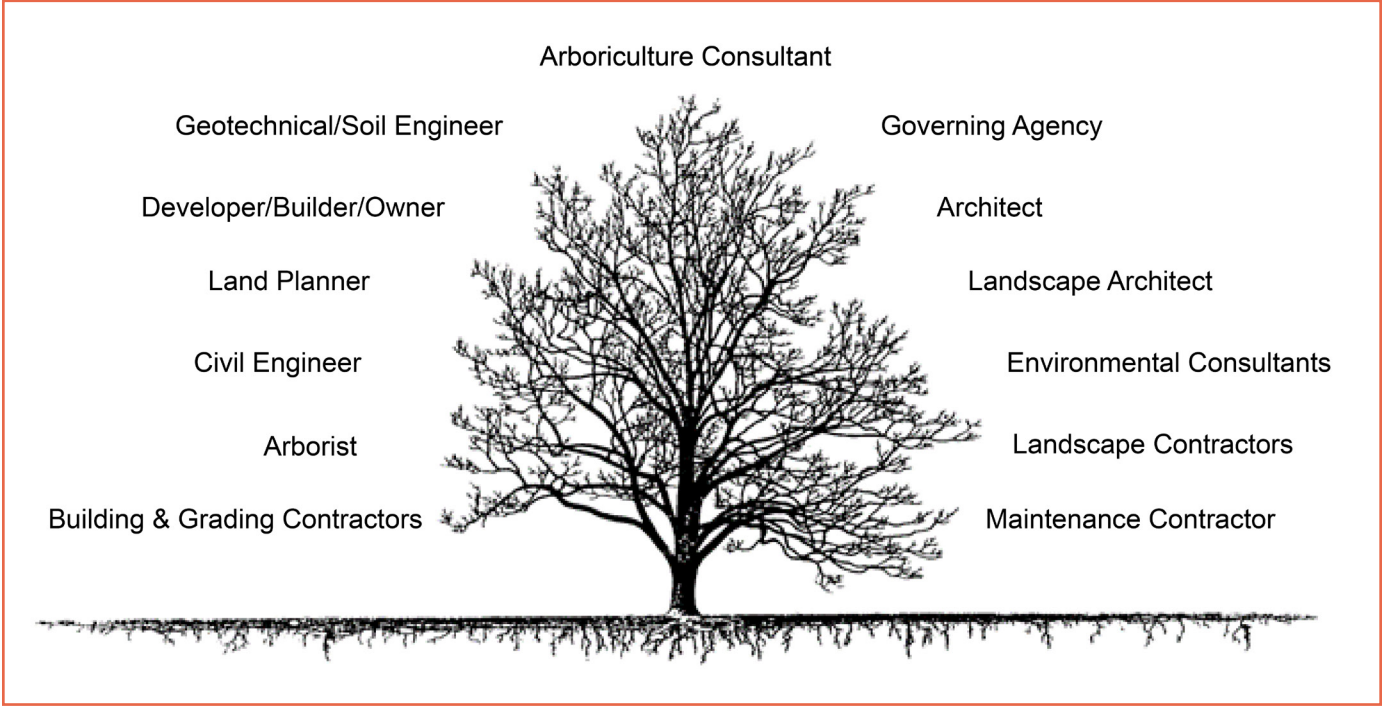 Arboriculture Consultant
Geotechnical/Soil Engineer
Governing Agency
Developer/Builder/Owner
Architect
Land Planner
Landscape Architect
Civil Engineer
Environmental Consultants
Arborist
Landscape Contractors
Building & Grading Contractors
Maintenance Contractor